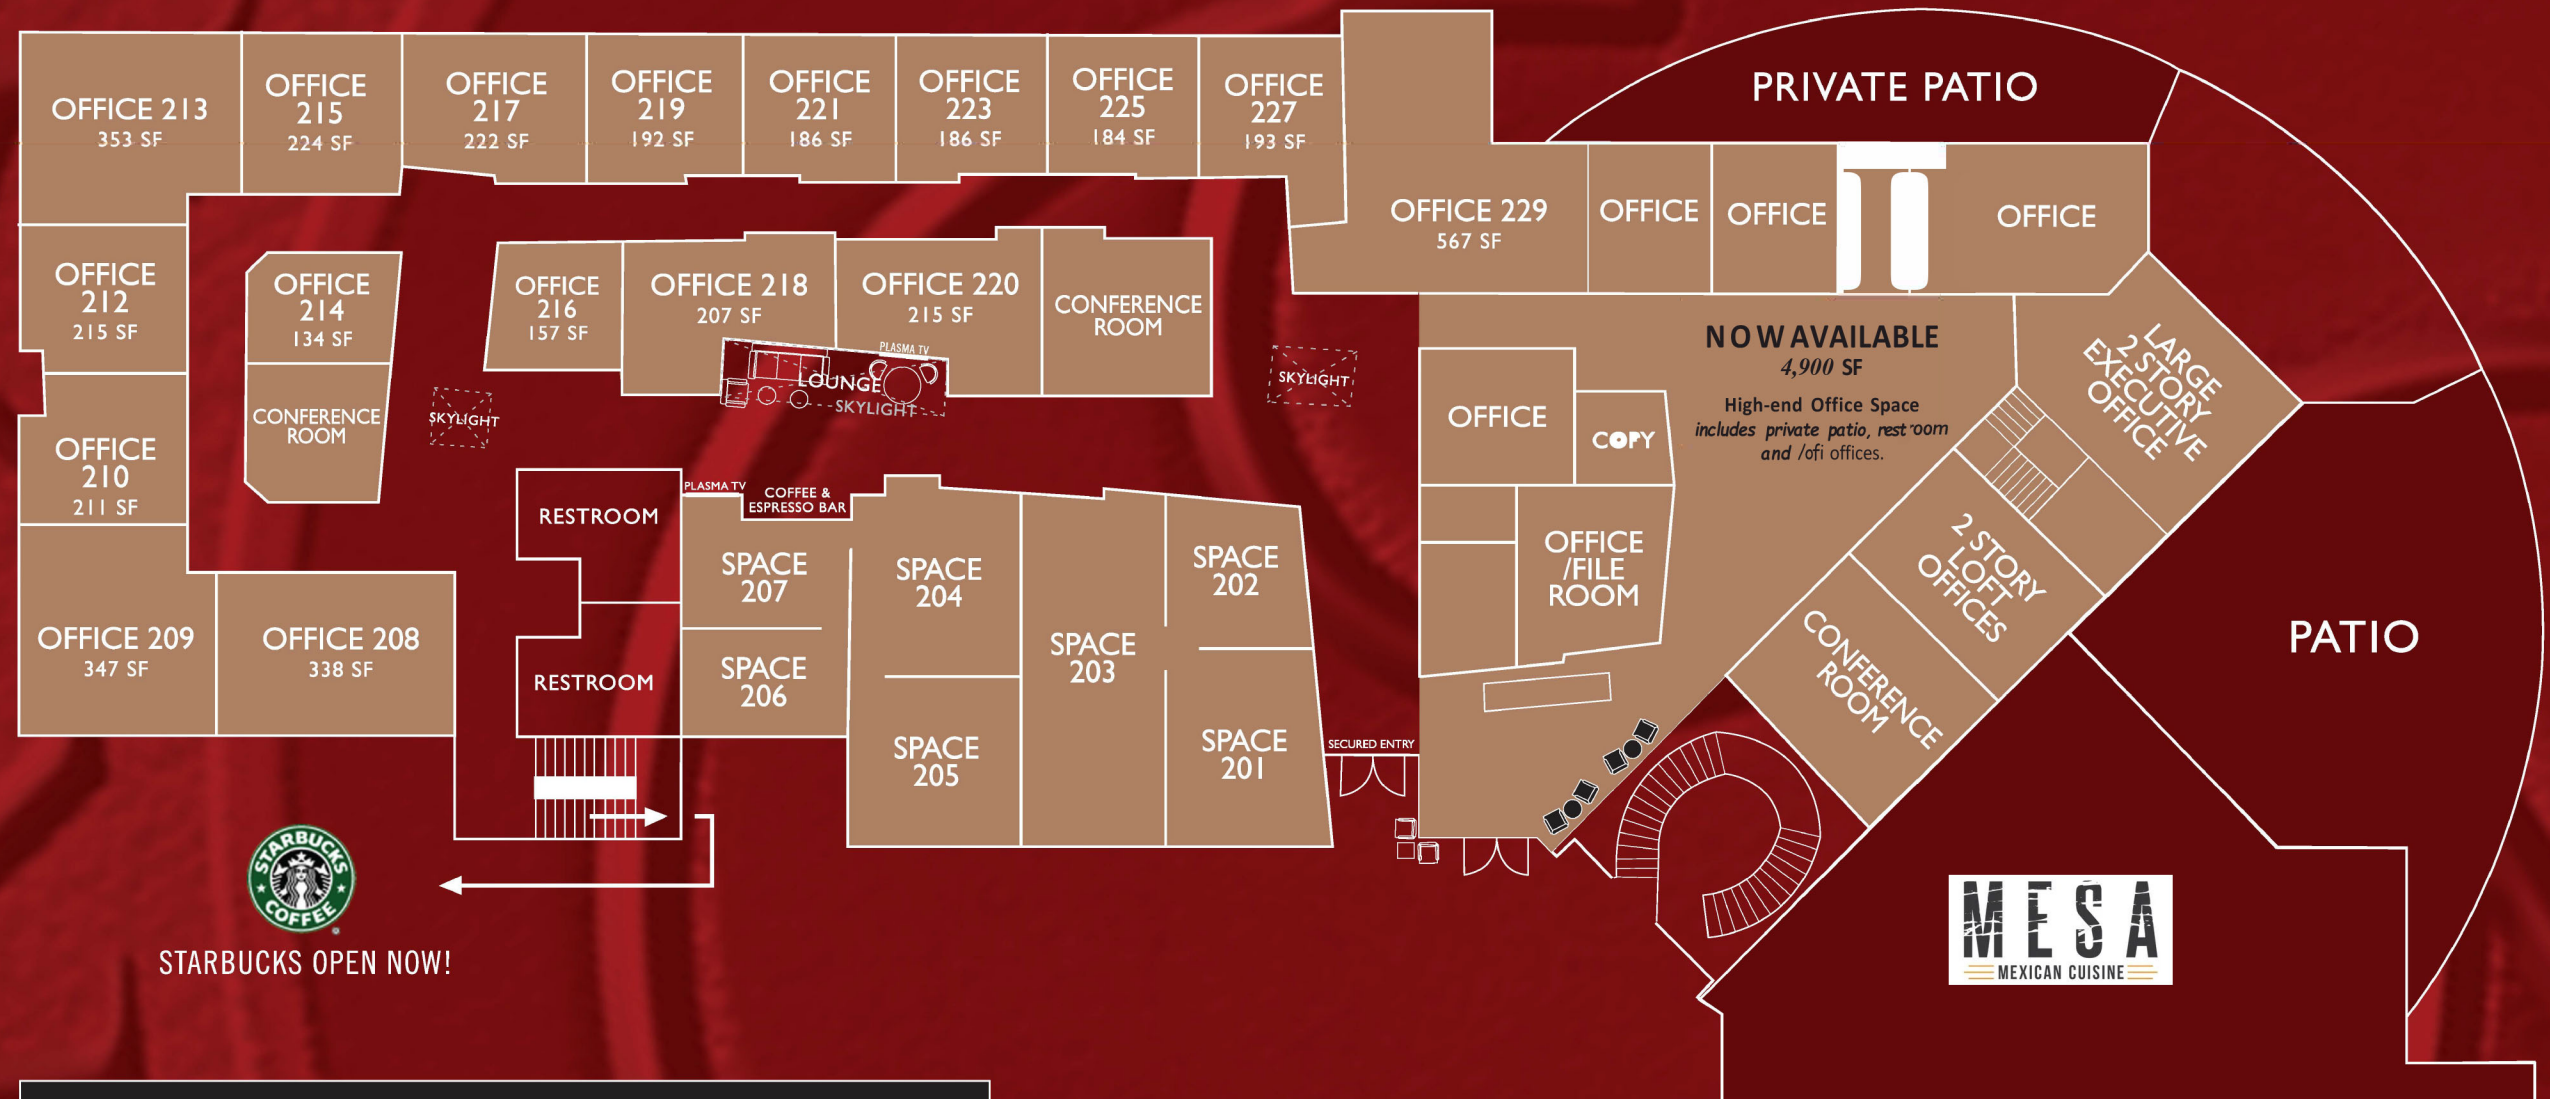 OFFICE 213
353 SF
OFFICE
215
224 SF
OFFICE
217
222 SF
OFFICE
219
192 SF
OFFICE
221
186 SF
OFFICE
223
186 SF
OFFICE
225
184 SF
OFFICE
227
193 SF
PRIVATE PATIO
OFFICE 229
567 SF
OFFICE
OFFICE
OFFICE
OFFICE
212
215 SF
OFFICE
214
134 SF
CONFERENCE
ROOM
OFFICE
216
157 SF
OFFICE 218
207 SF
OFFICE 220
215 SF
CONFERENCE
ROOM
PLASMA TV
LOUNGE
SKYLIGHT
SKYLIGHT
SKYLIGHT
NOW AVAILABLE
4,900 SF
High-end Office Space
includes private patio, restroom
and /ofi offices.
LARGE
2 STORY
EXECUTIVE
OFFICE
OFFICE
COPY
OFFICE
210
211 SF
RESTROOM
PLASMA TV
COFFEE &
ESPRESSO BAR
SPACE
207
SPACE
204
SPACE
203
SPACE
202
OFFICE
/FILE
ROOM
2 STORY
LOFT
OFFICES
CONFERENCE
ROOM
PATIO
OFFICE 209
347 SF
OFFICE 208
338 SF
RESTROOM
SPACE
206
SPACE
205
SPACE
201
SECURED ENTRY
STARBUCKS
COFFEE
STARBUCKS OPEN NOW!
MESA
MEXICAN CUISINE